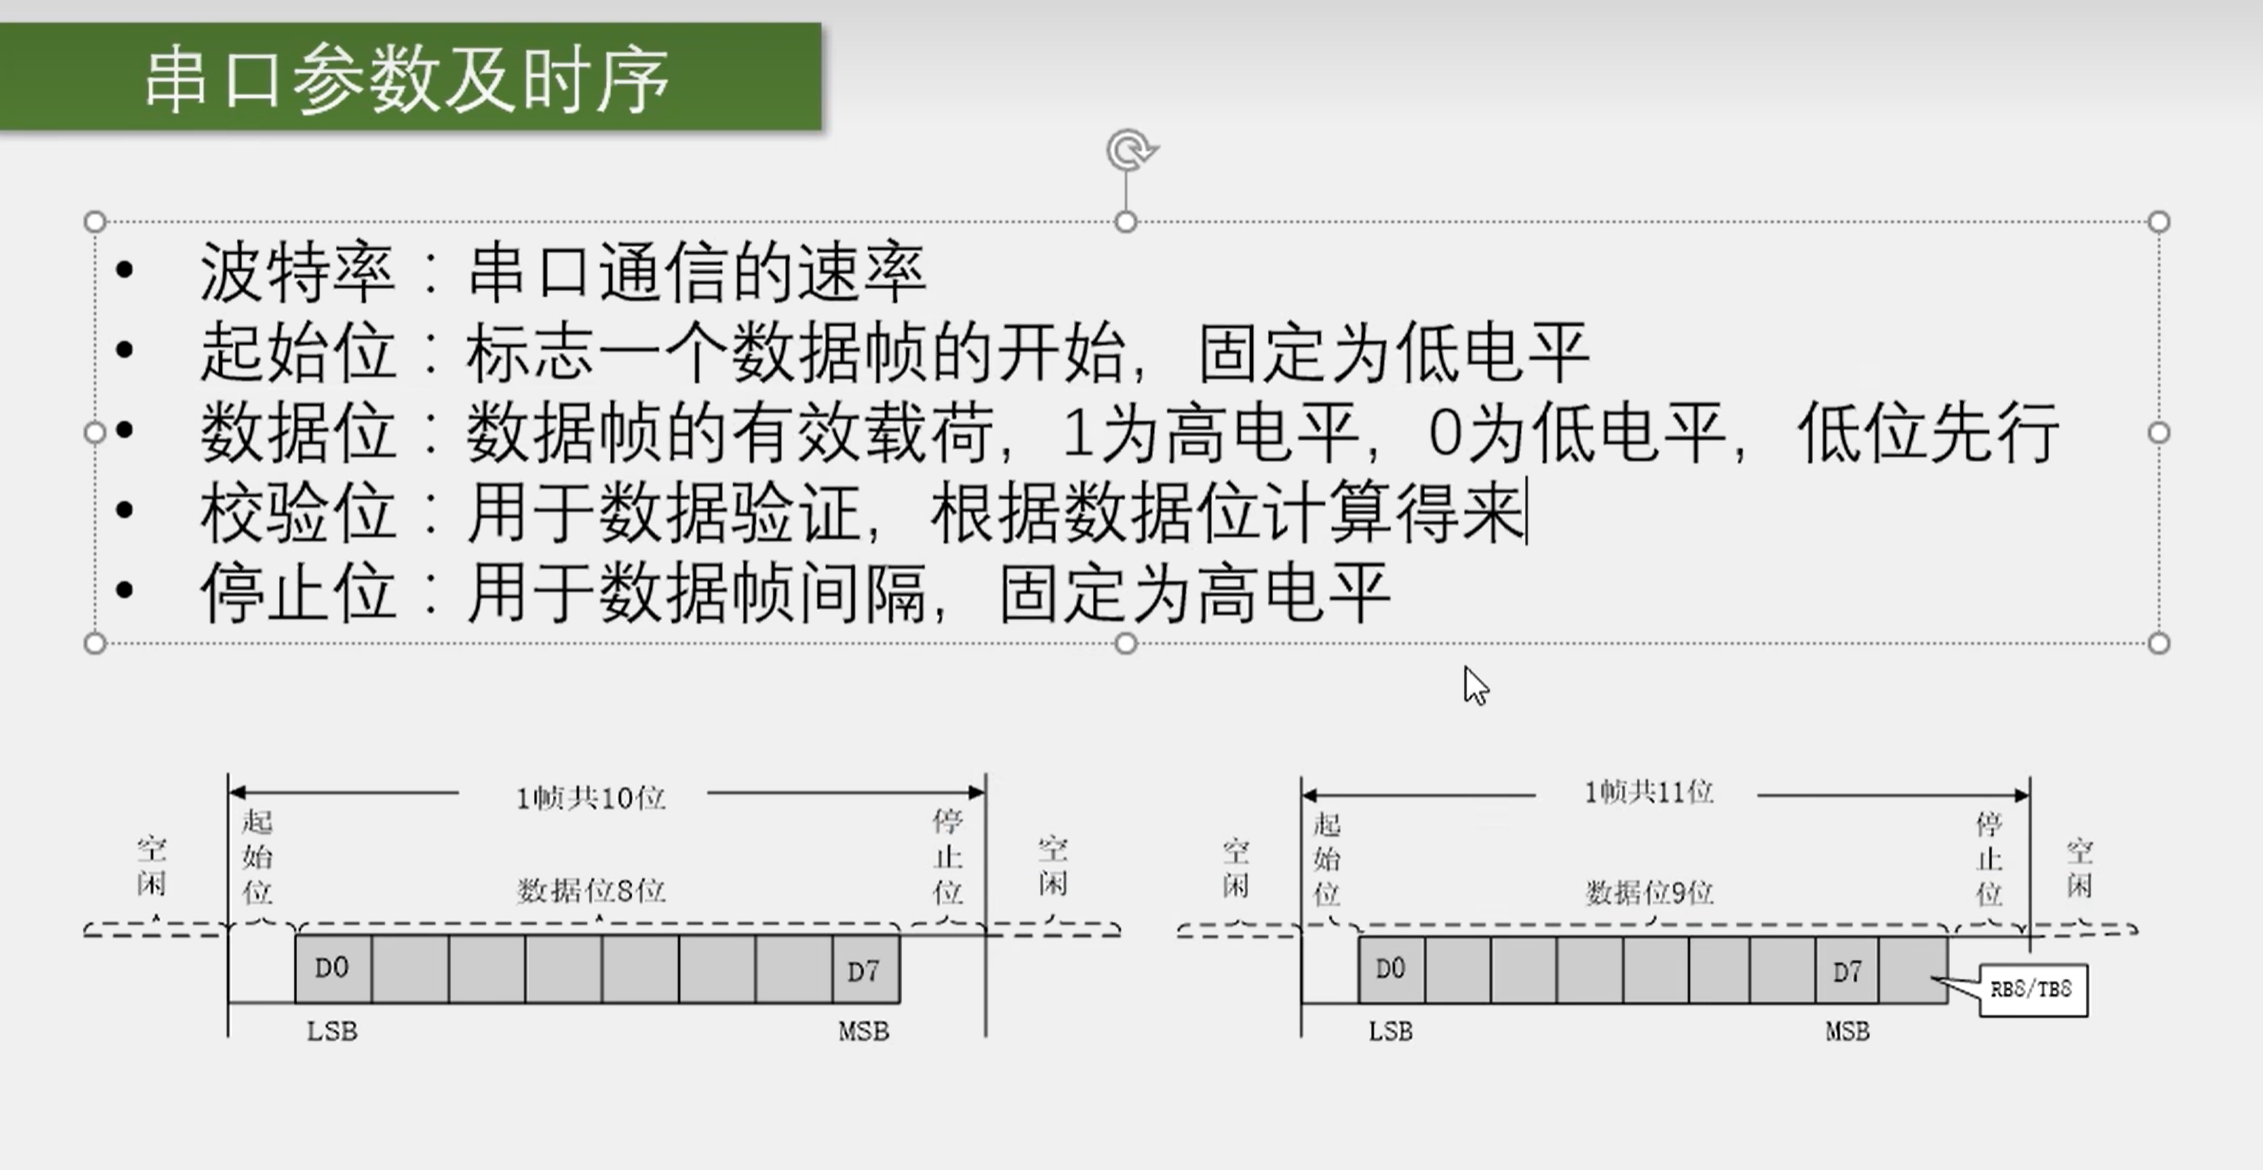 串口参数及时序
• 波特率：串口通信的速率
• 起始位：标志一个数据帧的开始，固定为低电平
• 数据位：数据帧的有效载荷，1为高电平，0为低电平，低位先行
• 校验位：用于数据验证，根据数据位计算得来
• 停止位：用于数据帧间隔，固定为高电平
1帧共10位
空闲
起始位
数据位8位
停止位
空闲
D0
D7
LSB
MSB
1帧共11位
空闲
起始位
数据位9位
停止位
空闲
D0
D7
RB8/TB8
LSB
MSB